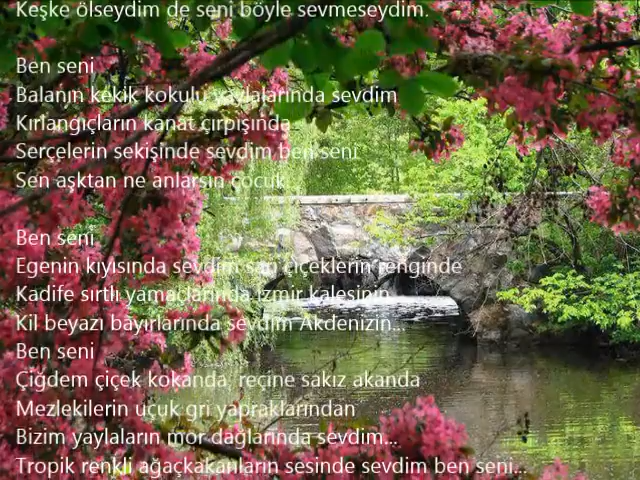 Keşke ölseydim de seni böyle sevmeseydim.
Ben seni
Balanın kekik kokulu yaylalarında sevdim
Kırlangıçların kanat çırpışında
Serçelerin sekişinde sevdim ben seni
Sen aşktan ne anlarsın çocuk
Ben seni
Egenin kıyısında sevdim sarı çiçeklerin renginde
Kadife sırtlı yamaçlarında izmir kalesinin
Kil beyazı bayırlarında sevdim Akdenizin...
Ben seni
Çiğdem çiçek kokanda, reçine sakız akanda
Mezlekilerin uçuk gri yapraklarından
Bizim yaylaların mor dağlarında sevdim...
Tropik renkli ağaçkakanların sesinde sevdim ben seni...